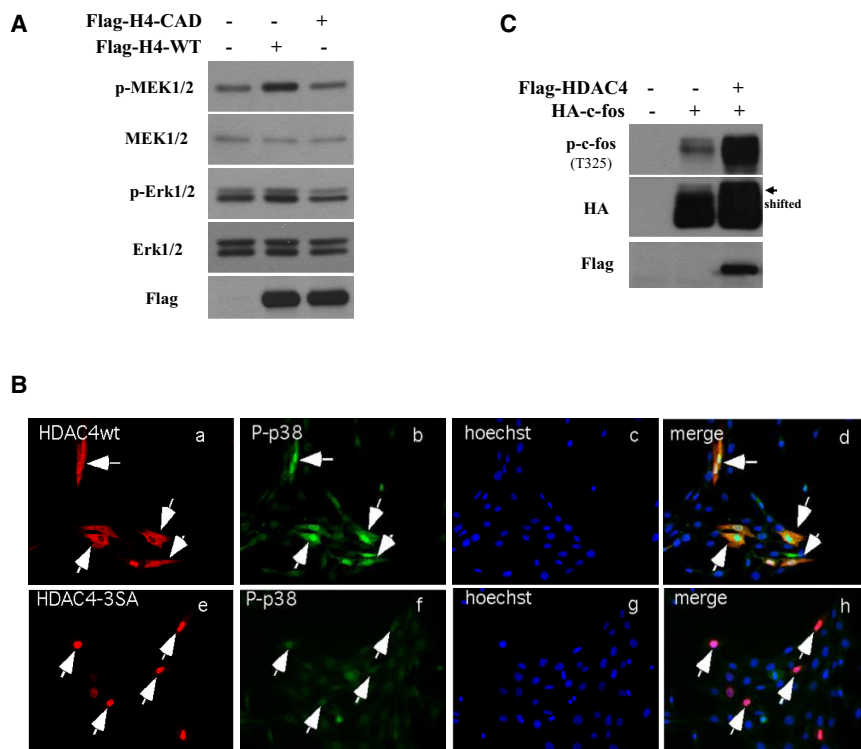 A
Flag-H4-CAD - - +
Flag-H4-WT - + -
p-MEK1/2
MEK1/2
p-Erk1/2
Erk1/2
Flag
C
Flag-HDAC4 - - +
HA-c-fos - + +
p-c-fos
(T325)
HA
shifted
Flag
B
HDAC4wt a
P-p38 b
hoechst c
merge d
HDAC4-3SA e
P-p38 f
hoechst g
merge h